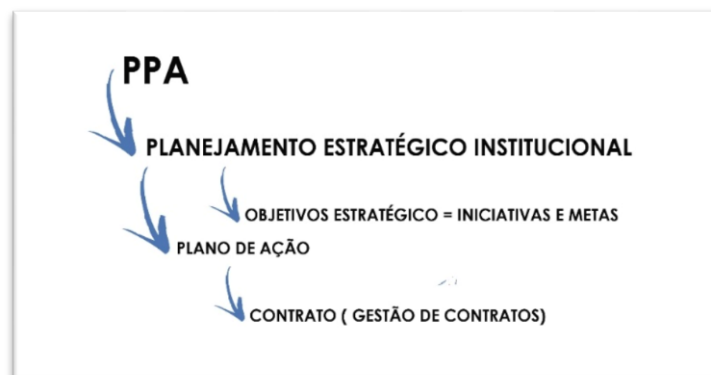 PPA
PLANEJAMENTO ESTRATÉGICO INSTITUCIONAL
OBJETIVOS ESTRATÉGICO = INICIATIVAS E METAS
PLANO DE AÇÃO
CONTRATO ( GESTÃO DE CONTRATOS)